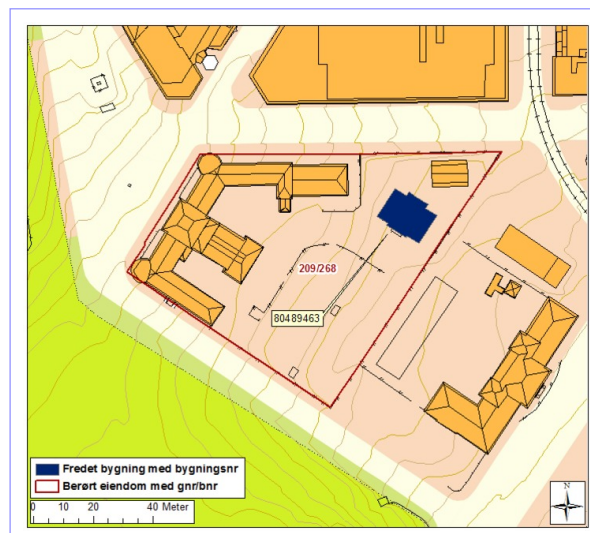 209/268
80489463
Fredet bygning med bygningsnr
Berørt eiendom med gnr/bnr
0 10 20 40 Meter
N